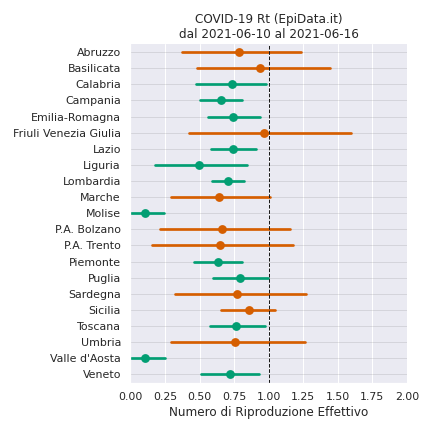 COVID-19 Rt (EpiData.it)
dal 2021-06-10 al 2021-06-16
Abruzzo
Basilicata
Calabria
Campania
Emilia-Romagna
Friuli Venezia Giulia
Lazio
Liguria
Lombardia
Marche
Molise
P.A. Bolzano
P.A. Trento
Piemonte
Puglia
Sardegna
Sicilia
Toscana
Umbria
Valle d'Aosta
Veneto
0.00 0.25 0.50 0.75 1.00 1.25 1.50 1.75 2.00
Numero di Riproduzione Effettivo